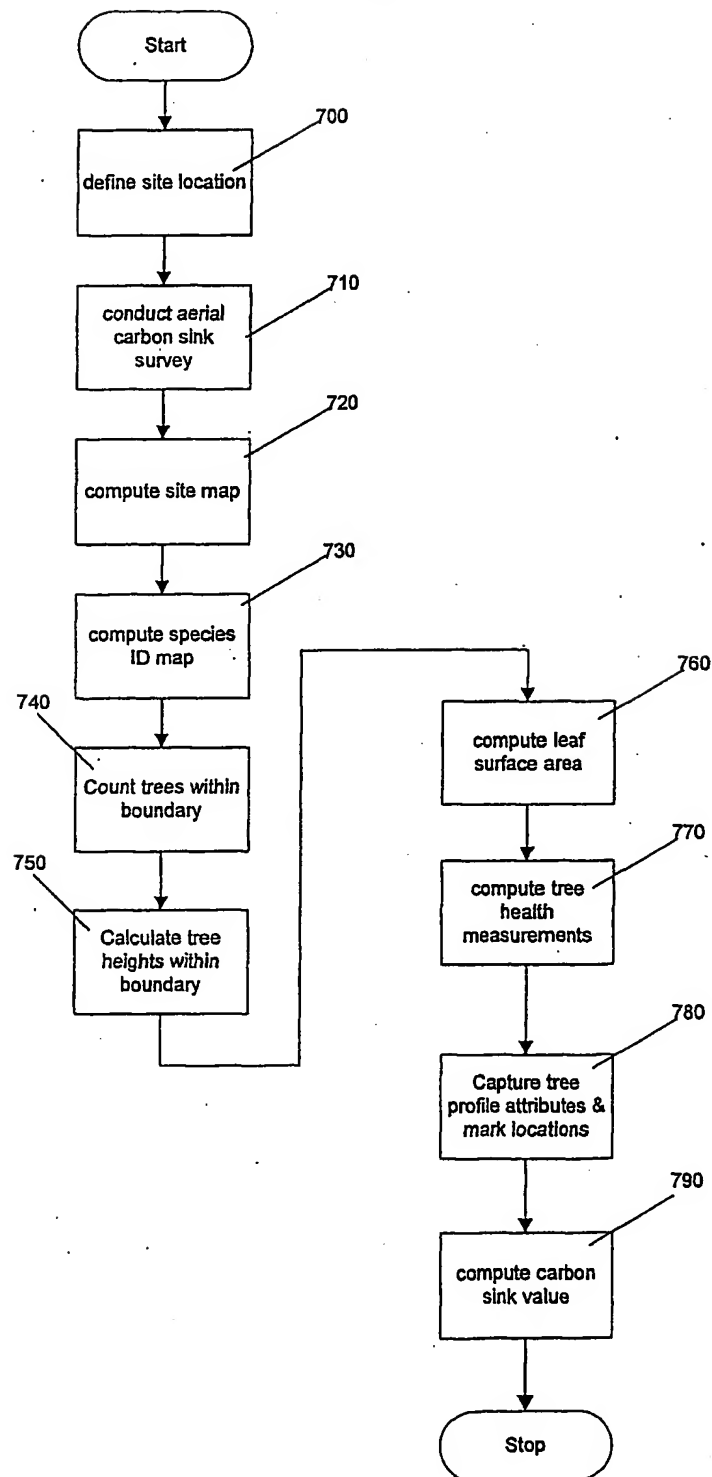 Start
700
define site location
710
conduct aerial
carbon sink
survey
720
compute site map
730
compute species
ID map
740
Count trees within
boundary
750
Calculate tree
heights within
boundary
760
compute leaf
surface area
770
compute tree
health
measurements
780
Capture tree
profile attributes &
mark locations
790
compute carbon
sink value
Stop